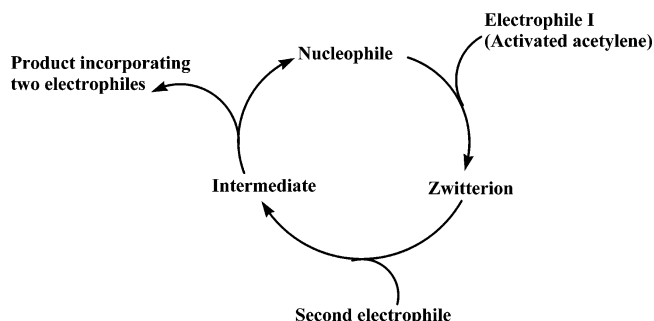 Electrophile I
(Activated acetylene)
Nucleophile
Product incorporating
two electrophiles
Intermediate
Zwitterion
Second electrophile